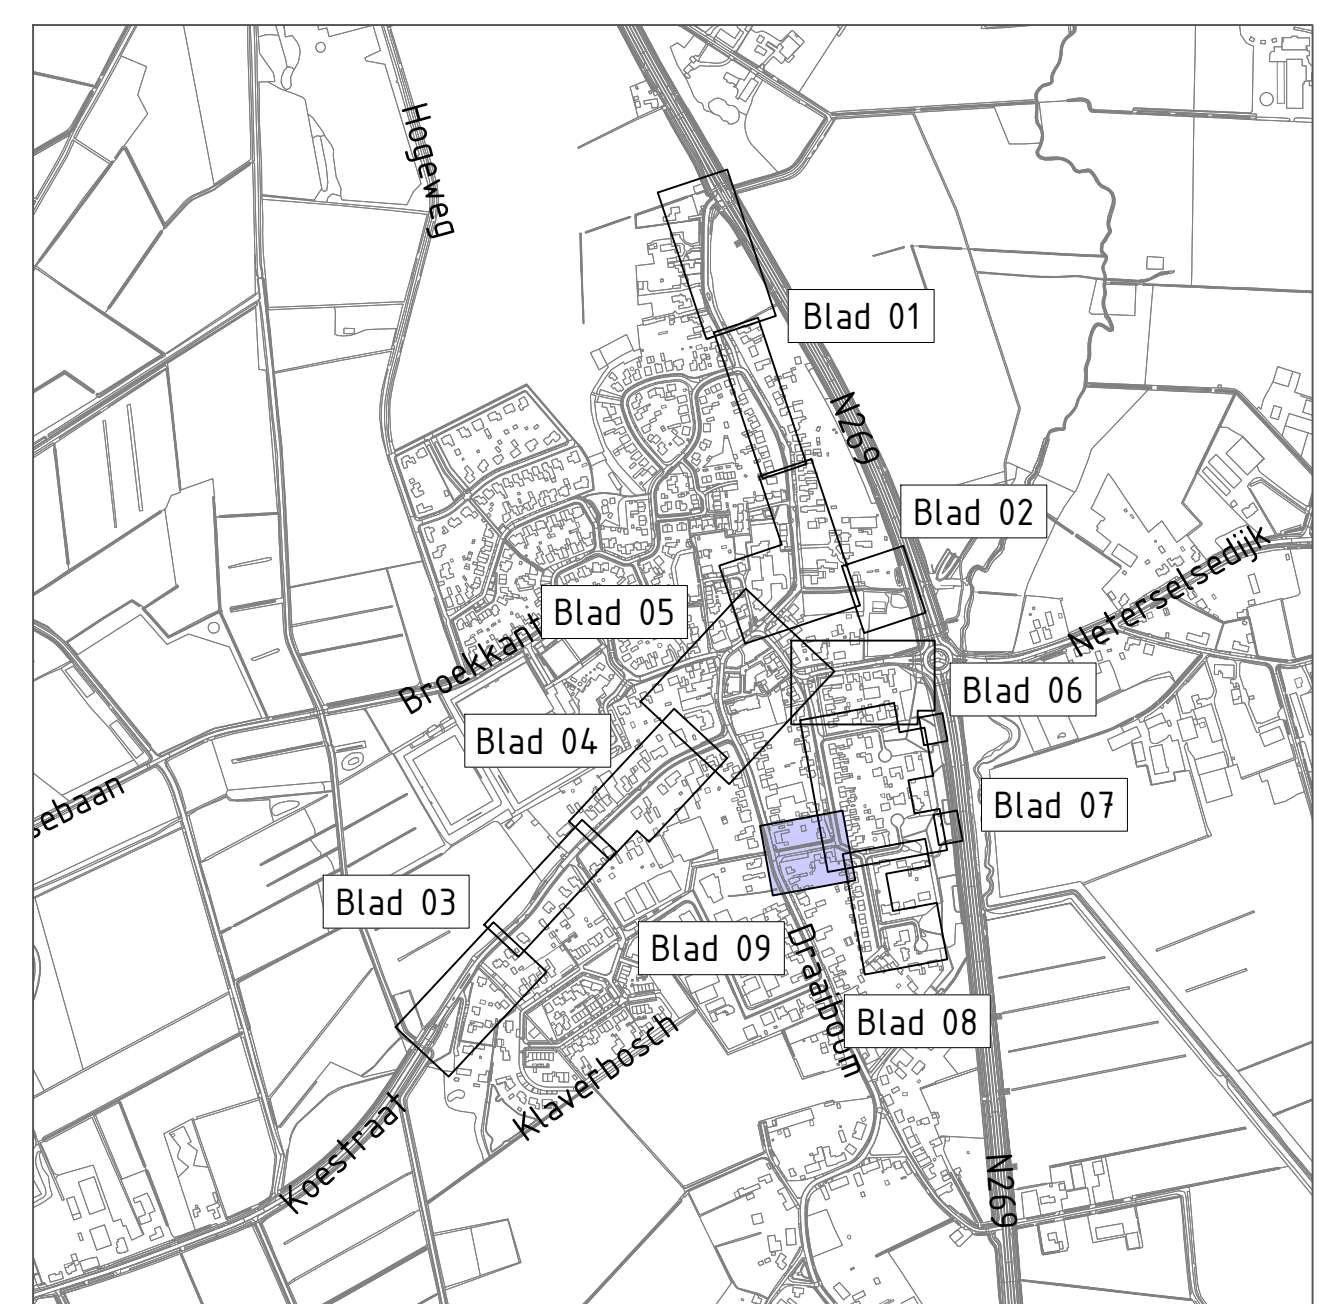 Hogeweg
Blad 01
N269
Blad 02
Neterselsedijk
Blad 05
Broekkant
Blad 06
Blad 04
sebaan
Blad 07
Blad 03
Blad 09
Draaiboom
Blad 08
Klaverbosch
Koestraat
N269